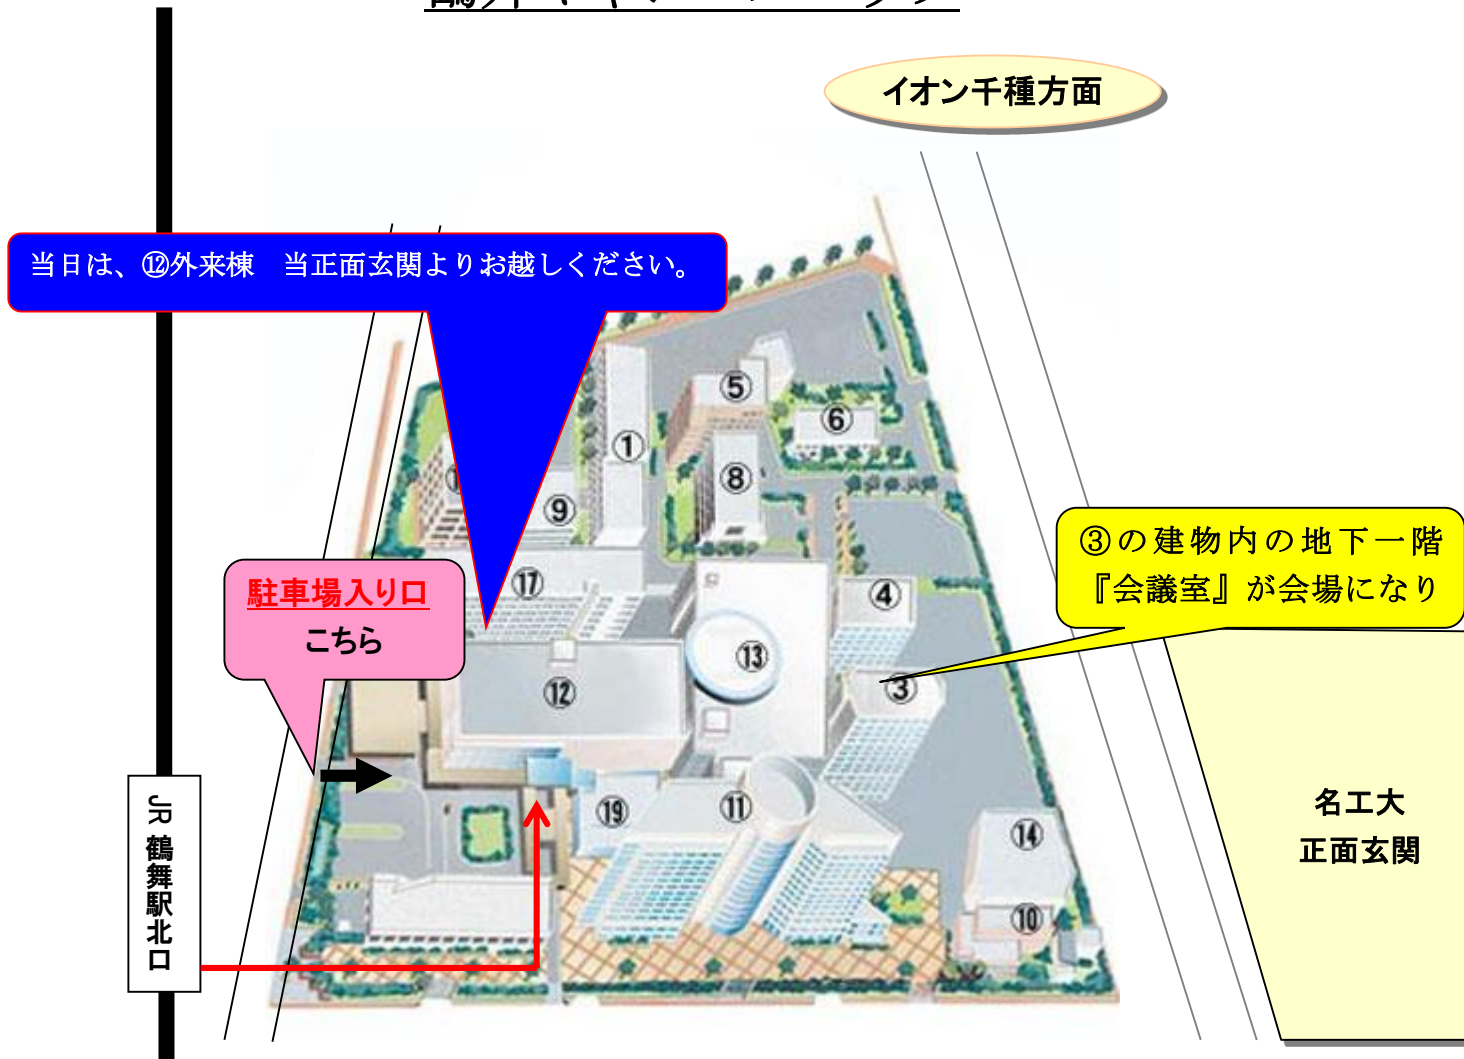 イオン千種方面
当日は、⑫外来棟　当正面玄関よりお越しください。
⑤
⑥
①
⑧
⑨
③の建物内の地下一階
『会議室』が会場になり
駐車場入り口
こちら
⑰
④
⑬
⑫
③
⑲
⑪
⑭
⑩
名工大
正面玄関
JR 鶴舞駅北口